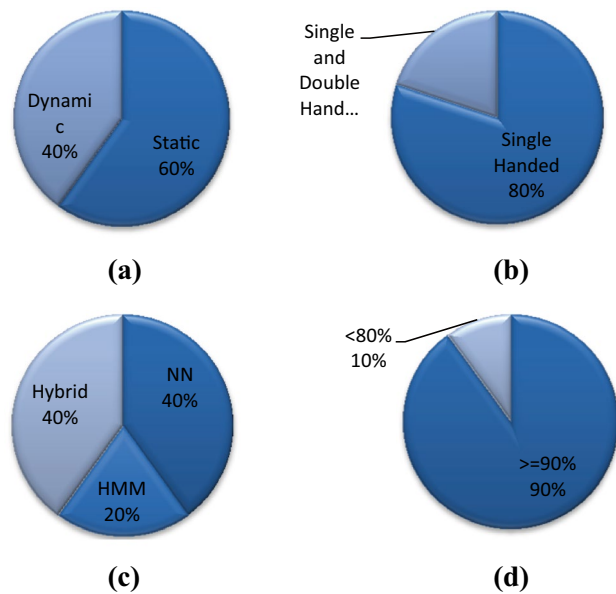 Dynami
c
40%
Static
60%
(a)
Single
and
Double
Hand...
Single
Handed
80%
(b)
Hybrid
40%
NN
40%
HMM
20%
(c)
<80%
10%
>=90%
90%
(d)